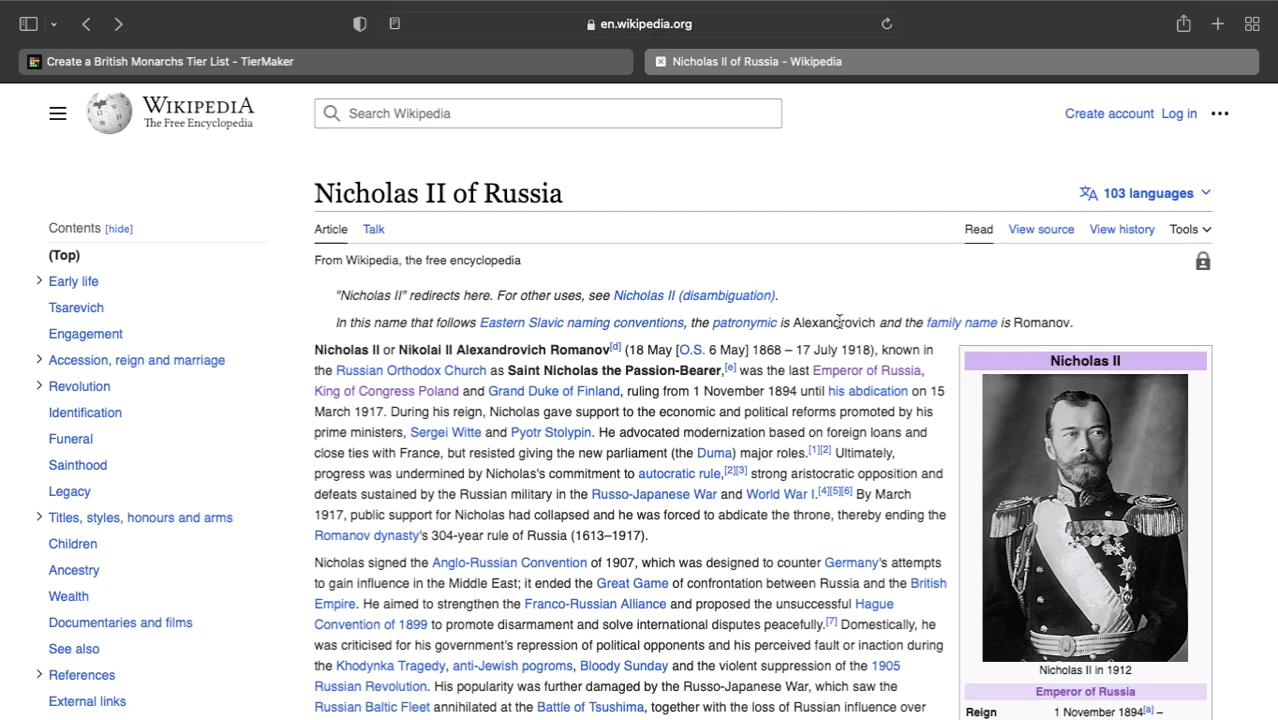 en.wikipedia.org
Create a British Monarchs Tier List - TierMaker
Nicholas II of Russia - Wikipedia
WIKIPEDIA
The Free Encyclopedia
Search Wikipedia
Create account Log in
Nicholas II of Russia
103 languages
Contents [hide]
(Top)
Early life
Tsarevich
Engagement
Accession, reign and marriage
Revolution
Identification
Funeral
Sainthood
Legacy
Titles, styles, honours and arms
Children
Ancestry
Wealth
Documentaries and films
See also
References
External links
Article Talk
Read View source View history Tools
From Wikipedia, the free encyclopedia
"Nicholas II" redirects here. For other uses, see Nicholas II (disambiguation).
In this name that follows Eastern Slavic naming conventions, the patronymic is Alexandrovich and the family name is Romanov.
Nicholas II or Nikolai II Alexandrovich Romanov[d] (18 May [O.S. 6 May] 1868 – 17 July 1918), known in
the Russian Orthodox Church as Saint Nicholas the Passion-Bearer,[e] was the last Emperor of Russia,
King of Congress Poland and Grand Duke of Finland, ruling from 1 November 1894 until his abdication on 15
March 1917. During his reign, Nicholas gave support to the economic and political reforms promoted by his
prime ministers, Sergei Witte and Pyotr Stolypin. He advocated modernization based on foreign loans and
close ties with France, but resisted giving the new parliament (the Duma) major roles.[1][2] Ultimately,
progress was undermined by Nicholas's commitment to autocratic rule,[2][3] strong aristocratic opposition and
defeats sustained by the Russian military in the Russo-Japanese War and World War I.[4][5][6] By March
1917, public support for Nicholas had collapsed and he was forced to abdicate the throne, thereby ending the
Romanov dynasty's 304-year rule of Russia (1613–1917).
Nicholas signed the Anglo-Russian Convention of 1907, which was designed to counter Germany's attempts
to gain influence in the Middle East; it ended the Great Game of confrontation between Russia and the British
Empire. He aimed to strengthen the Franco-Russian Alliance and proposed the unsuccessful Hague
Convention of 1899 to promote disarmament and solve international disputes peacefully.[7] Domestically, he
was criticised for his government's repression of political opponents and his perceived fault or inaction during
the Khodynka Tragedy, anti-Jewish pogroms, Bloody Sunday and the violent suppression of the 1905
Russian Revolution. His popularity was further damaged by the Russo-Japanese War, which saw the
Russian Baltic Fleet annihilated at the Battle of Tsushima, together with the loss of Russian influence over
Nicholas II
Nicholas II in 1912
Emperor of Russia
Reign 1 November 1894[a] –